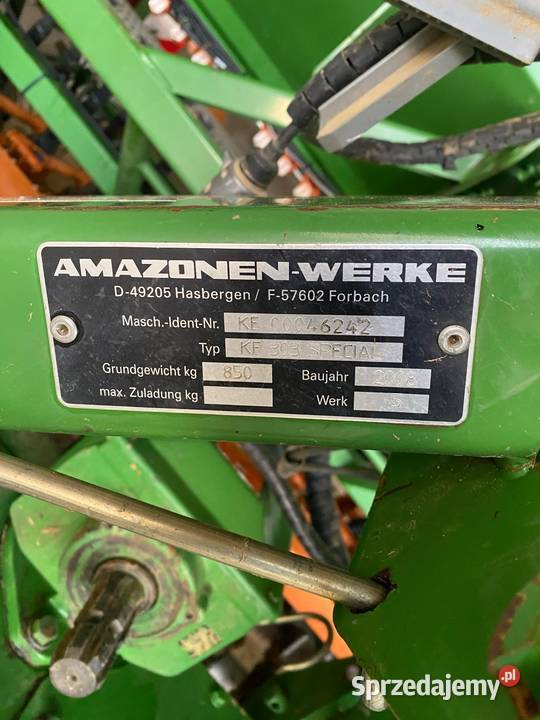 AMAZONEN-WERKE
D-49205 Hasbergen / F-57602 Forbach
Masch.-Ident-Nr. KE 00046242
Typ KE 303 SPECIAL
Grundgewicht kg 850 Baujahr 2008
max. Zuladung kg Werk
Sprzedajemy.pl